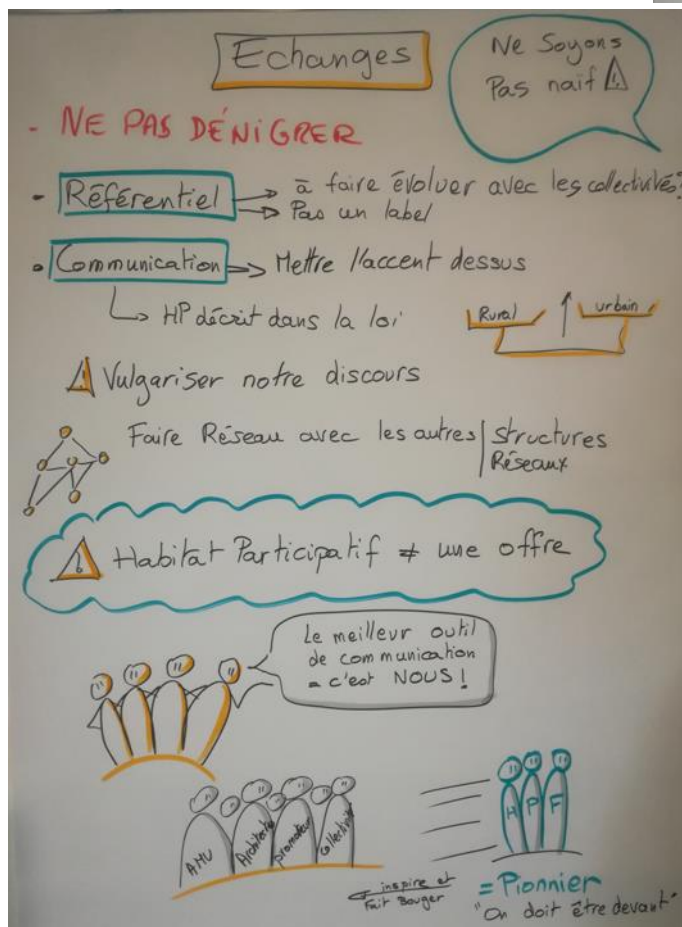 Echanges
Ne Soyons
Pas naïf
- NE PAS DÉNIGRER
- Référentiel à faire évoluer avec les collectivités?
Pas un label
Communication Mettre l'accent dessus
HP décrit dans la loi
Rural urbain
Vulgariser notre discours
Faire Réseau avec les autres structures
Réseaux
Habitat Participatif ≠ une offre
Le meilleur outil
de communication
= c'est NOUS !
AMU Architectes promoteur collectivité
H P F
inspire et
Fait Bouger
= Pionnier
"On doit être devant"